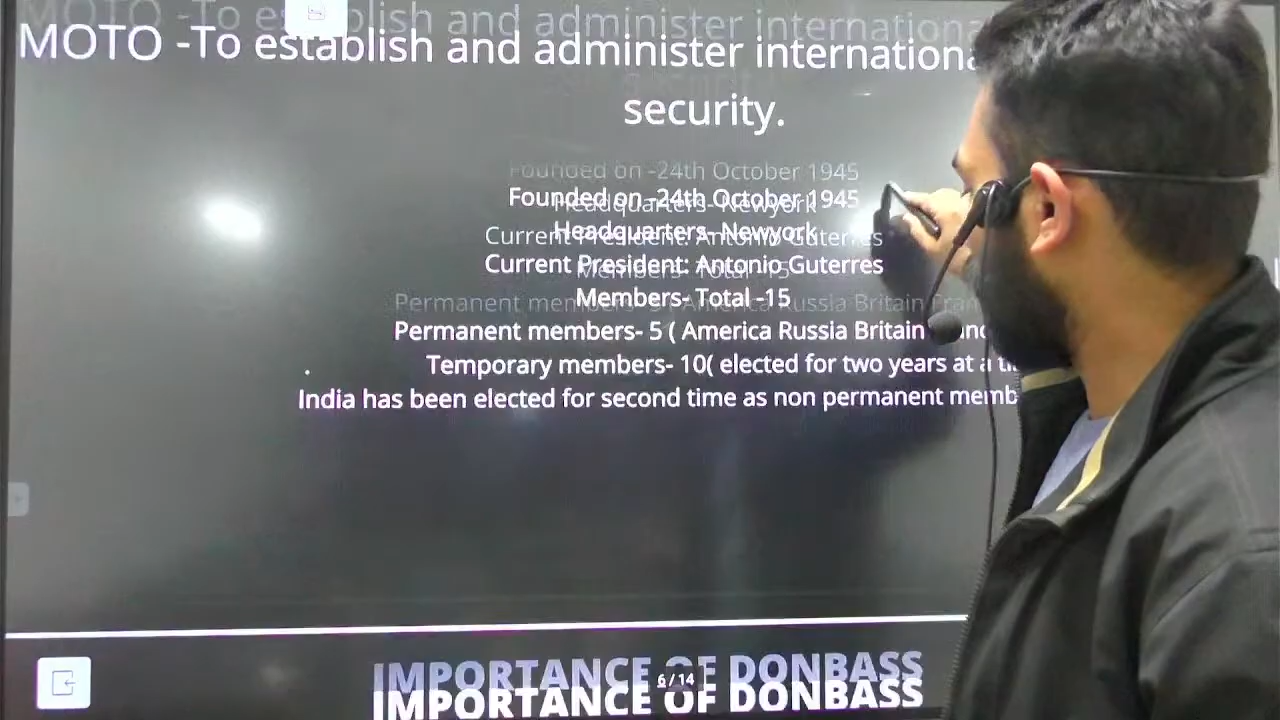 MOTO -To establish and administer internationa
security.
Founded on -24th October 1945
Headquarters- Newyork
Current President: Antonio Guterres
Members- Total -15
Permanent members- 5 ( America Russia Britain
Temporary members- 10( elected for two years at a
India has been elected for second time as non permanent memb
6 / 14
IMPORTANCE OF DONBASS